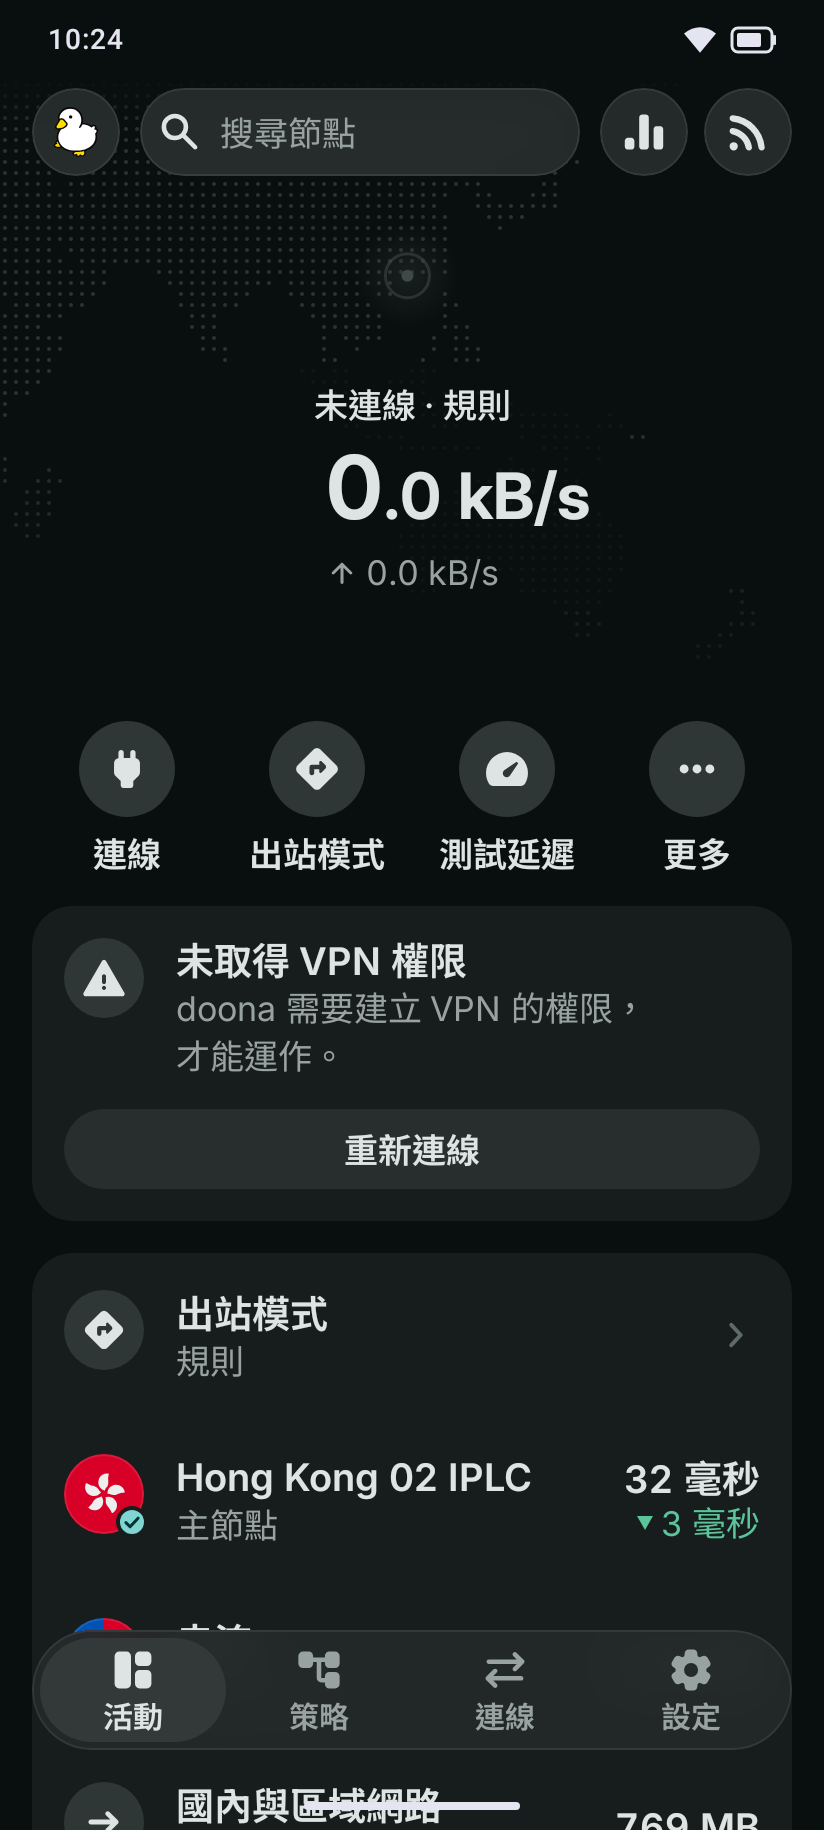 10:24
搜尋節點
未連線 · 規則
0.0 kB/s
↑ 0.0 kB/s
連線
出站模式
測試延遲
更多
未取得 VPN 權限
doona 需要建立 VPN 的權限，
才能運作。
重新連線
出站模式
規則
Hong Kong 02 IPLC
32 毫秒
主節點
▼3 毫秒
活動
策略
連線
設定
國內與區域網路
769 MB